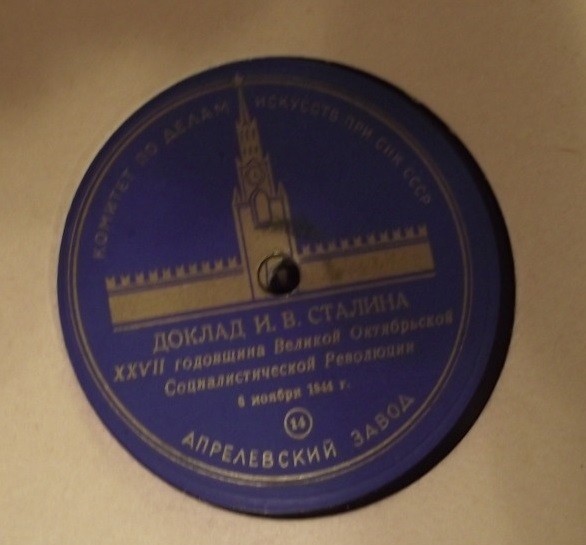 КОМИТЕТ ПО ДЕЛАМ ИСКУССТВ ПРИ СНК СССР
ДОКЛАД И. В. СТАЛИНА
XXVII годовщина Великой Октябрьской
Социалистической Революции
6 ноября 1944 г.
14
АПРЕЛЕВСКИЙ ЗАВОД